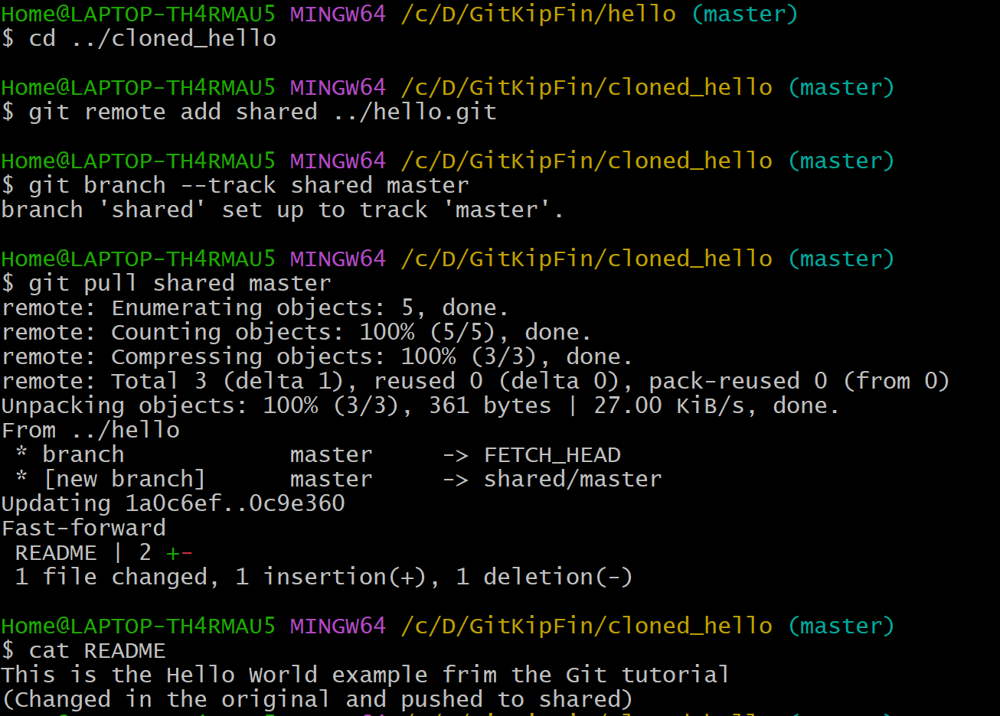 Home@LAPTOP-TH4RMAU5 MINGW64 /c/D/GitKipFin/hello (master)
$ cd ../cloned_hello
Home@LAPTOP-TH4RMAU5 MINGW64 /c/D/GitKipFin/cloned_hello (master)
$ git remote add shared ../hello.git
Home@LAPTOP-TH4RMAU5 MINGW64 /c/D/GitKipFin/cloned_hello (master)
$ git branch --track shared master
branch 'shared' set up to track 'master'.
Home@LAPTOP-TH4RMAU5 MINGW64 /c/D/GitKipFin/cloned_hello (master)
$ git pull shared master
remote: Enumerating objects: 5, done.
remote: Counting objects: 100% (5/5), done.
remote: Compressing objects: 100% (3/3), done.
remote: Total 3 (delta 1), reused 0 (delta 0), pack-reused 0 (from 0)
Unpacking objects: 100% (3/3), 361 bytes | 27.00 KiB/s, done.
From ../hello
 * branch            master     -> FETCH_HEAD
 * [new branch]      master     -> shared/master
Updating 1a0c6ef..0c9e360
Fast-forward
 README | 2 +-
 1 file changed, 1 insertion(+), 1 deletion(-)
Home@LAPTOP-TH4RMAU5 MINGW64 /c/D/GitKipFin/cloned_hello (master)
$ cat README
This is the Hello World example frim the Git tutorial
(Changed in the original and pushed to shared)